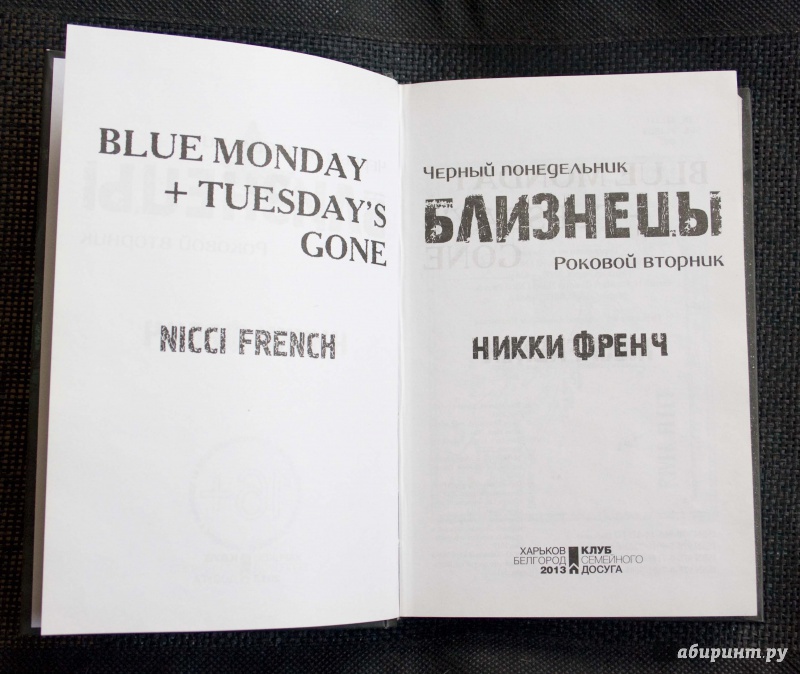 BLUE MONDAY
+ TUESDAY'S
GONE
NICCI FRENCH
Черный понедельник
БЛИЗНЕЦЫ
Роковой вторник
НИККИ ФРЕНЧ
ХАРЬКОВ
БЕЛГОРОД
2013
КЛУБ
СЕМЕЙНОГО
ДОСУГА
абиринт.ру